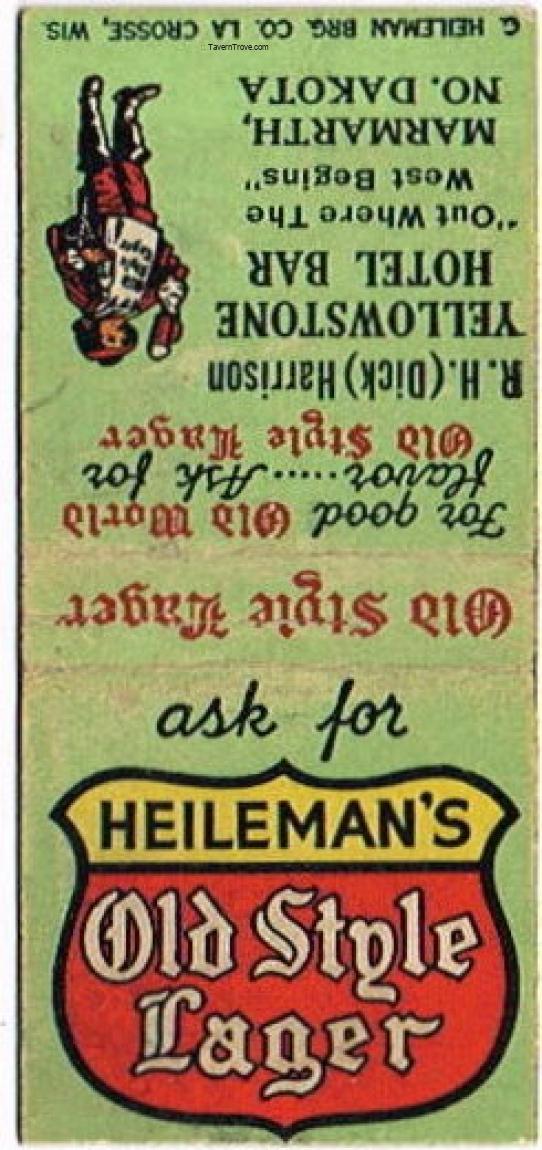 TavernTrove.com
ask for
HEILEMAN'S
Old Style
Lager
Old Style Lager
For good Old World
flavor......Ask for
Old Style Lager
R. H. (Dick) Harrison
YELLOWSTONE
HOTEL BAR
"Out Where The
West Begins"
MARMARTH,
NO. DAKOTA
G. HEILEMAN BRG. CO. LA CROSSE, WIS.